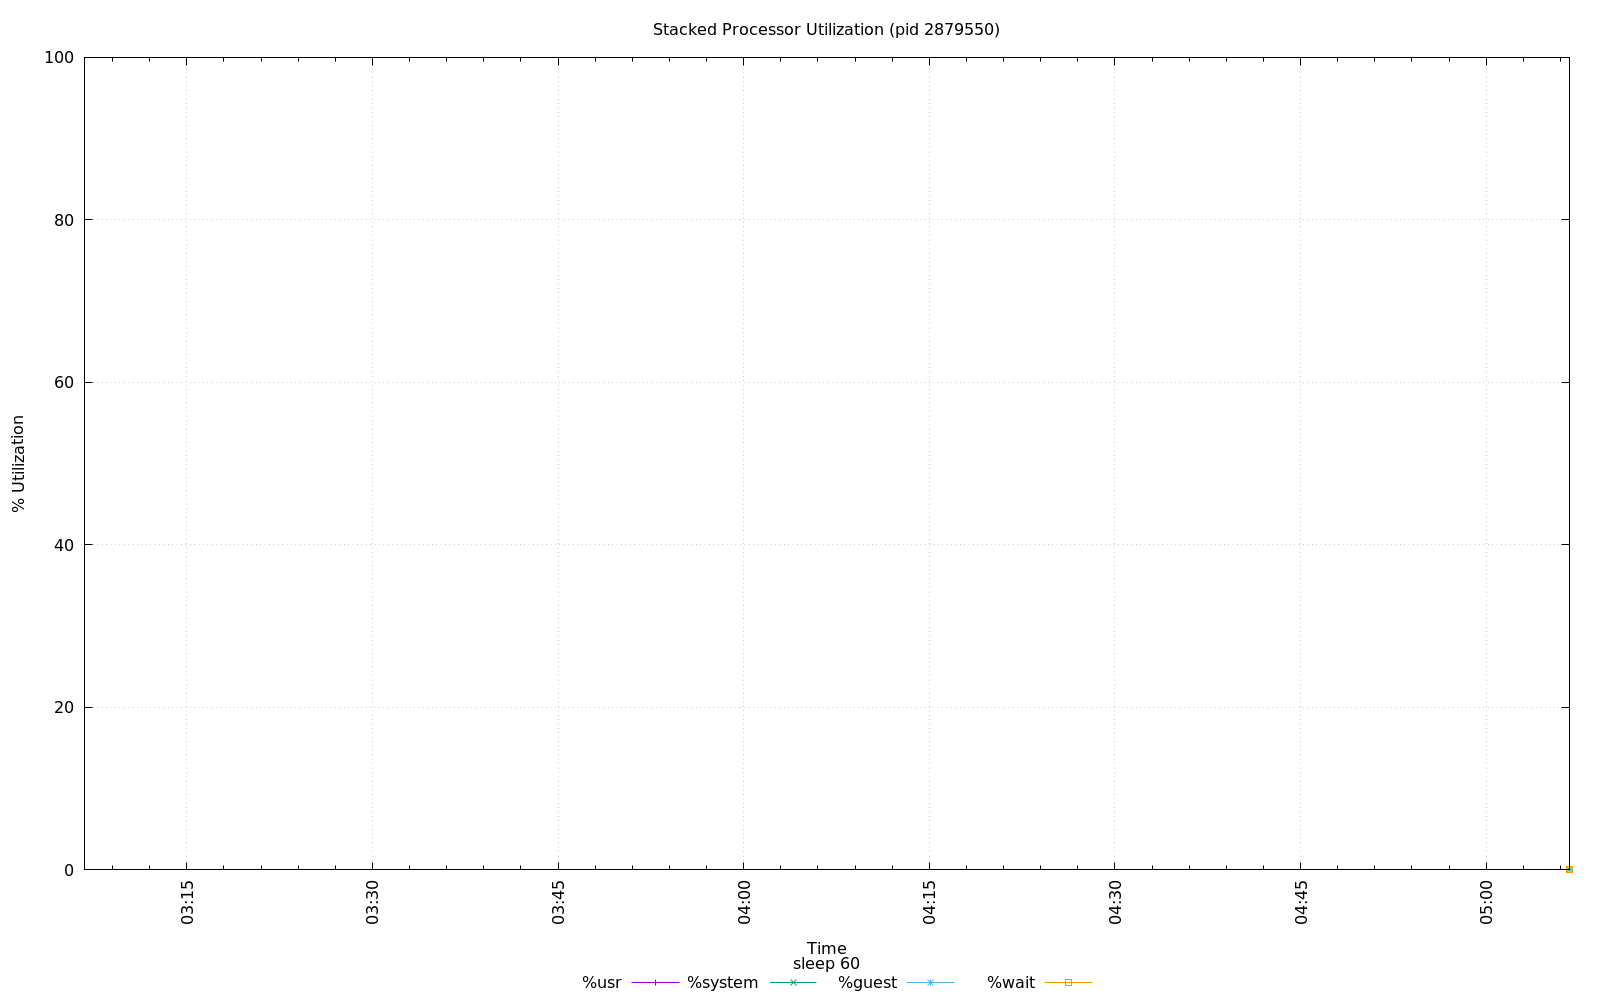 Stacked Processor Utilization (pid 2879550)
100
80
60
40
20
0
% Utilization
03:15
03:30
03:45
04:00
04:15
04:30
04:45
05:00
Time
sleep 60
%usr %system %guest %wait